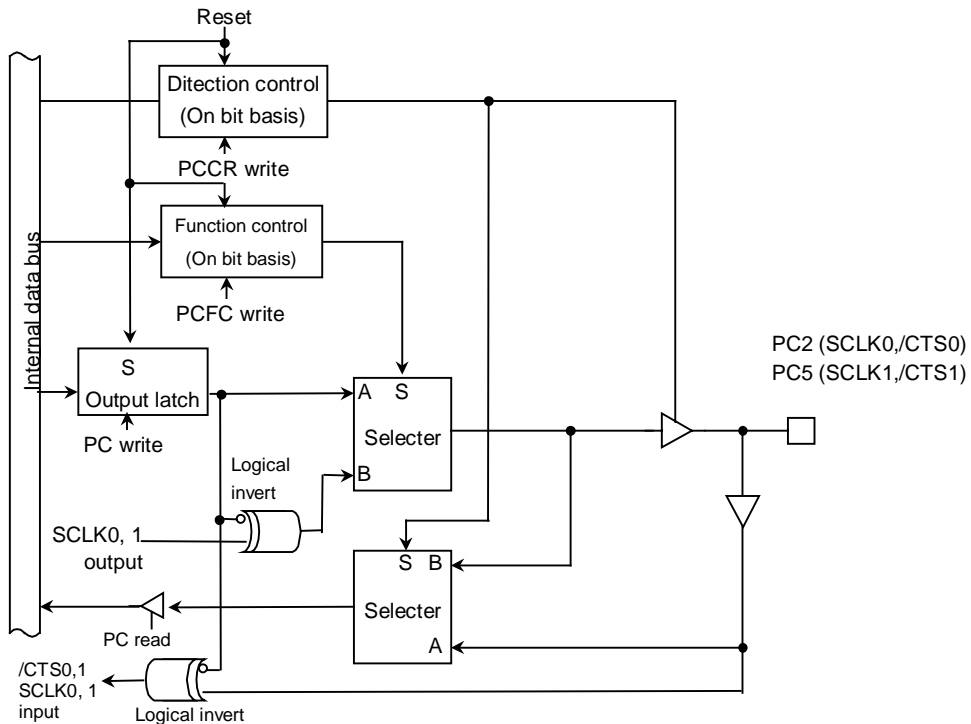 Reset
Ditection control
(On bit basis)
PCCR write
Function control
(On bit basis)
PCFC write
Internal data bus
S
Output latch
PC write
A S
Selecter
B
PC2 (SCLK0,/CTS0)
PC5 (SCLK1,/CTS1)
Logical
invert
SCLK0, 1
output
S B
Selecter
A
PC read
/CTS0,1
SCLK0, 1
input
Logical invert